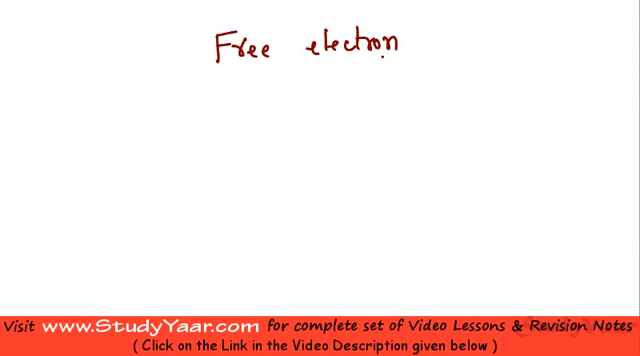 Free electron
Visit www.StudyYaar.com for complete set of Video Lessons & Revision Notes
( Click on the Link in the Video Description given below )